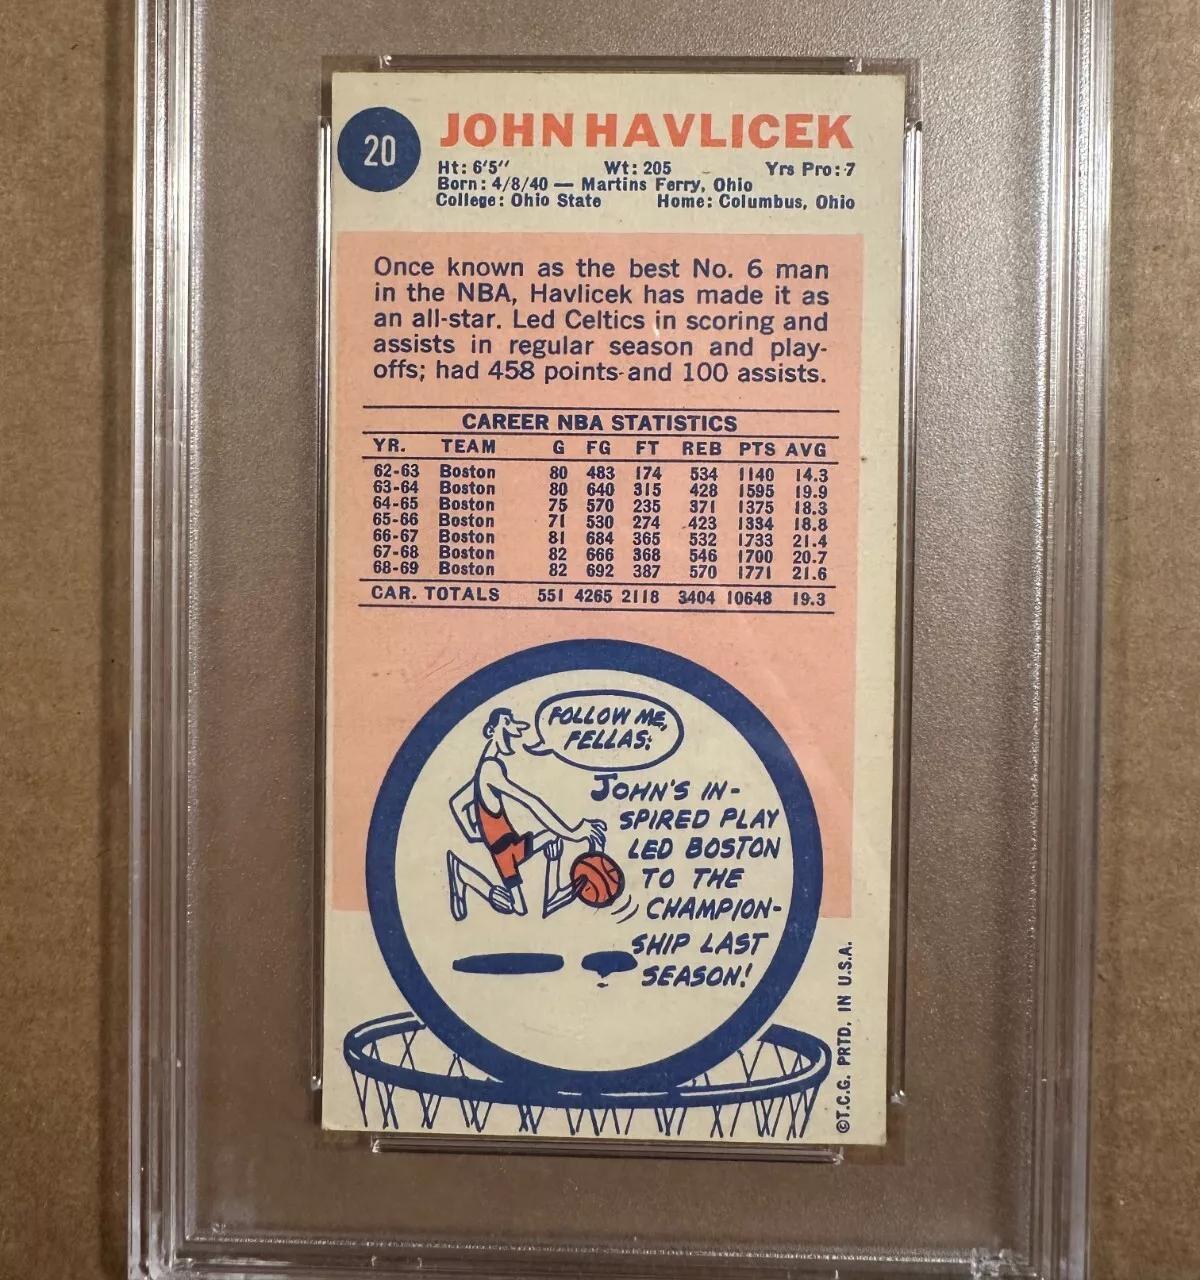 20
JOHN HAVLICEK
Ht: 6'5" Wt: 205 Yrs Pro: 7
Born: 4/8/40 — Martins Ferry, Ohio
College: Ohio State Home: Columbus, Ohio
Once known as the best No. 6 man
in the NBA, Havlicek has made it as
an all-star. Led Celtics in scoring and
assists in regular season and play-
offs; had 458 points and 100 assists.
CAREER NBA STATISTICS
YR. TEAM G FG FT REB PTS AVG
62-63 Boston 80 483 174 534 1140 14.3
63-64 Boston 80 640 315 428 1595 19.9
64-65 Boston 75 570 235 371 1375 18.3
65-66 Boston 71 530 274 423 1334 18.8
66-67 Boston 81 684 365 532 1733 21.4
67-68 Boston 82 666 368 546 1700 20.7
68-69 Boston 82 692 387 570 1771 21.6
CAR. TOTALS 551 4265 2118 3404 10648 19.3
FOLLOW ME,
FELLAS!
JOHN'S IN-
SPIRED PLAY
LED BOSTON
TO THE
CHAMPION-
SHIP LAST
SEASON!
©T.C.G. PRTD. IN U.S.A.